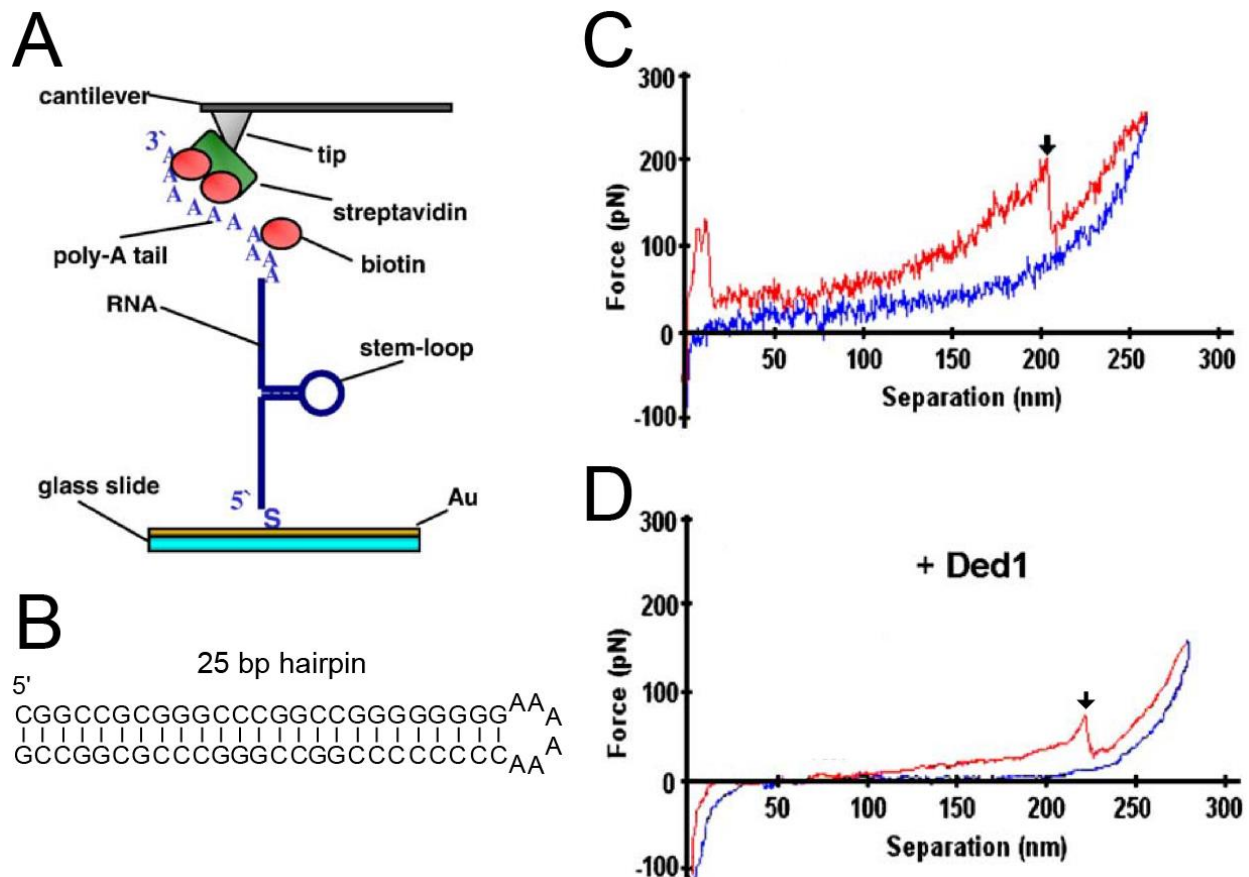 A
cantilever
3`
A
tip
A
A
streptavidin
A A A A
poly-A tail
A
A
A
A
biotin
RNA
stem-loop
glass slide
5`
S
Au
B
25 bp hairpin
5'
CGGCCGCGGGCCCGGCCGGGGGGGG AA A
GCCGGCGCCCGGGCCGGCCCCCCCC AA A
C
300
200
100
0
-100
Force (pN)
50 100 150 200 250 300
Separation (nm)
D
+ Ded1
300
200
100
0
-100
Force (pN)
50 100 150 200 250 300
Separation (nm)